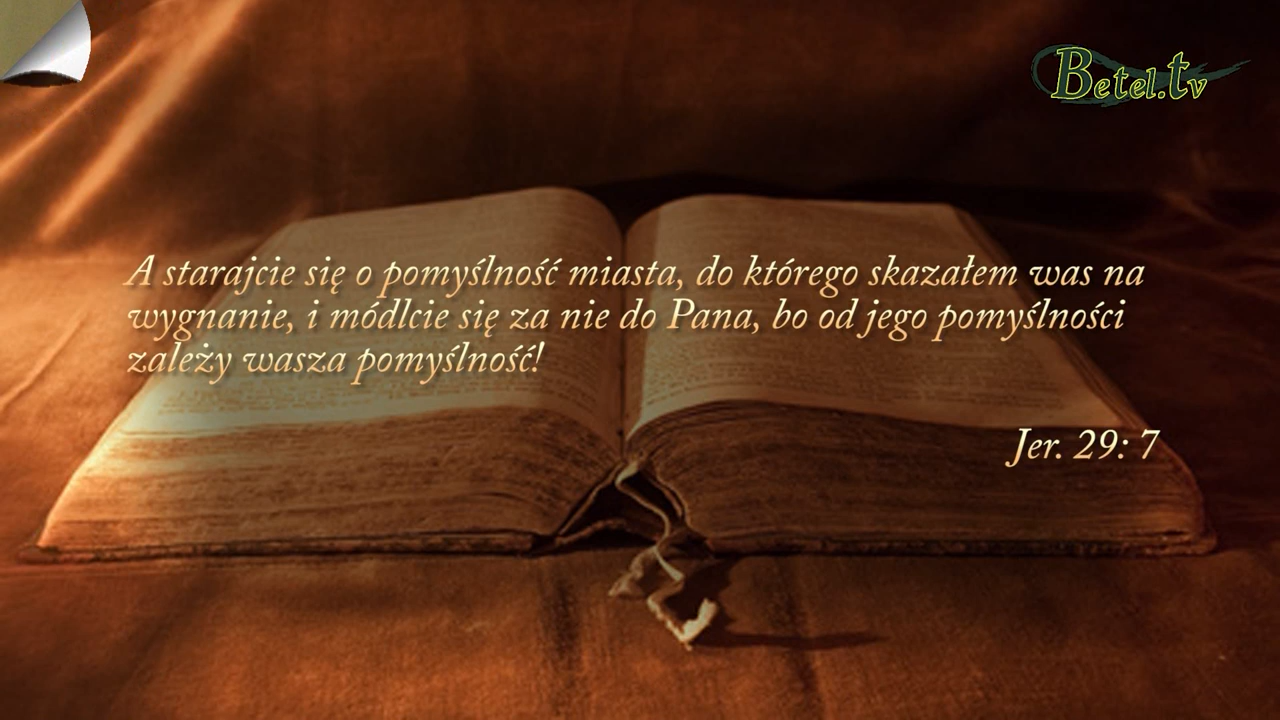 Betel.tv
A starajcie się o pomyślność miasta, do którego skazałem was na
wygnanie, i módlcie się za nie do Pana, bo od jego pomyślności
zależy wasza pomyślność!
Jer. 29: 7